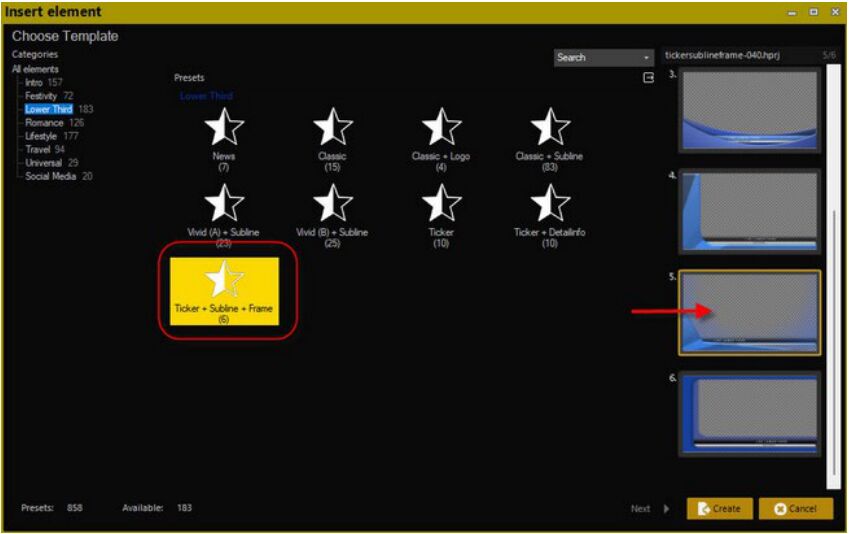 Insert element
Choose Template
Categories
All elements
Intro 157
Festivity 72
Lower Third 183
Romance 126
Lifestyle 177
Travel 94
Universal 29
Social Media 20
Search
Presets
Lower Third
News
(7)
Classic
(15)
Classic + Logo
(4)
Classic + Subline
(83)
Vivid (A) + Subline
(23)
Vivid (B) + Subline
(25)
Ticker
(10)
Ticker + Detailinfo
(10)
Ticker + Subline + Frame
(6)
tickersublineframe-040.hprj 5/6
3.
4.
5.
6.
Presets: 858 Available: 183
Next Create Cancel